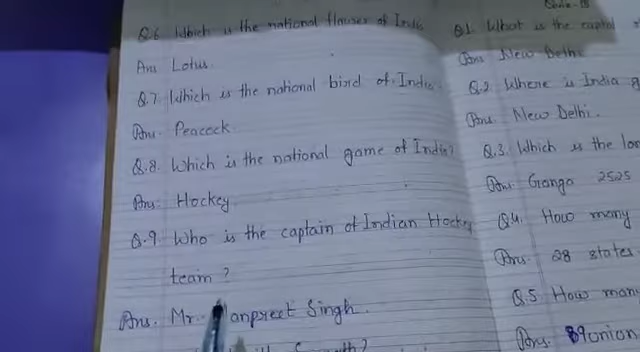 Q.6. Which is the national flower of India
Ans Lotus.
Q.7. Which is the national bird of India.
Ans. Peacock
Q.8. Which is the national game of India?
Ans: Hockey.
Q.9. Who is the captain of Indian Hockey
team ?
Ans. Mr. anpreet Singh.
Q1. What is the capital
Ans New Delhi
Q.2. Where is India
Ans. New Delhi.
Q.3. Which is the
Ans. Ganga 2525
Q4. How many
Ans. 28 states
Q.5 How
Ans. union